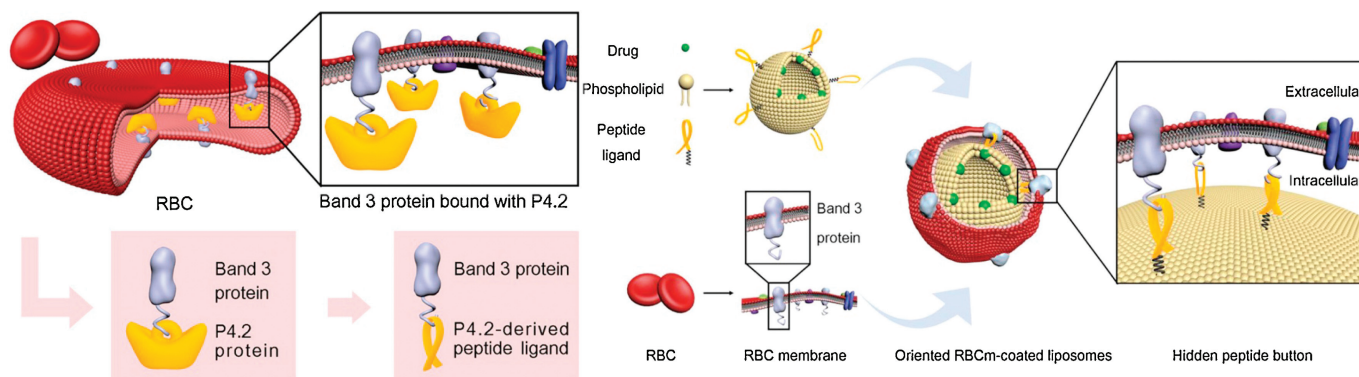 RBC
Band 3 protein bound with P4.2
Band 3
protein
P4.2
protein
Band 3 protein
P4.2-derived
peptide ligand
Drug
Phospholipid
Peptide
ligand
Band 3
protein
RBC
RBC membrane
Oriented RBCm-coated liposomes
Extracellula
Intracellular
Hidden peptide button